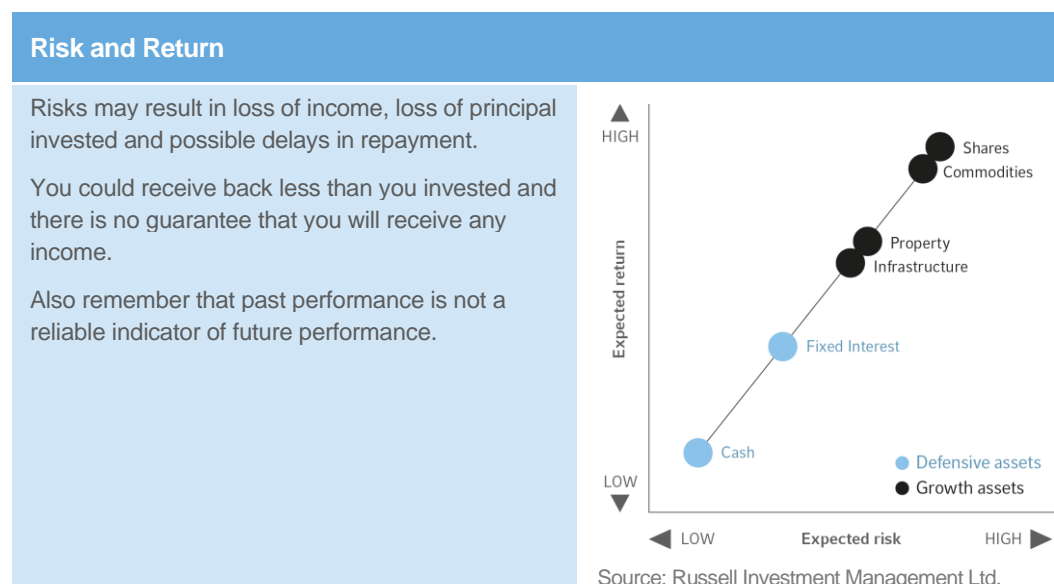 Risk and Return
Risks may result in loss of income, loss of principal
invested and possible delays in repayment.
You could receive back less than you invested and
there is no guarantee that you will receive any
income.
Also remember that past performance is not a
reliable indicator of future performance.
HIGH
Shares
Commodities
Property
Infrastructure
Expected return
Fixed Interest
Cash
Defensive assets
LOW
Growth assets
LOW
Expected risk
HIGH
Source: Russell Investment Management Ltd.